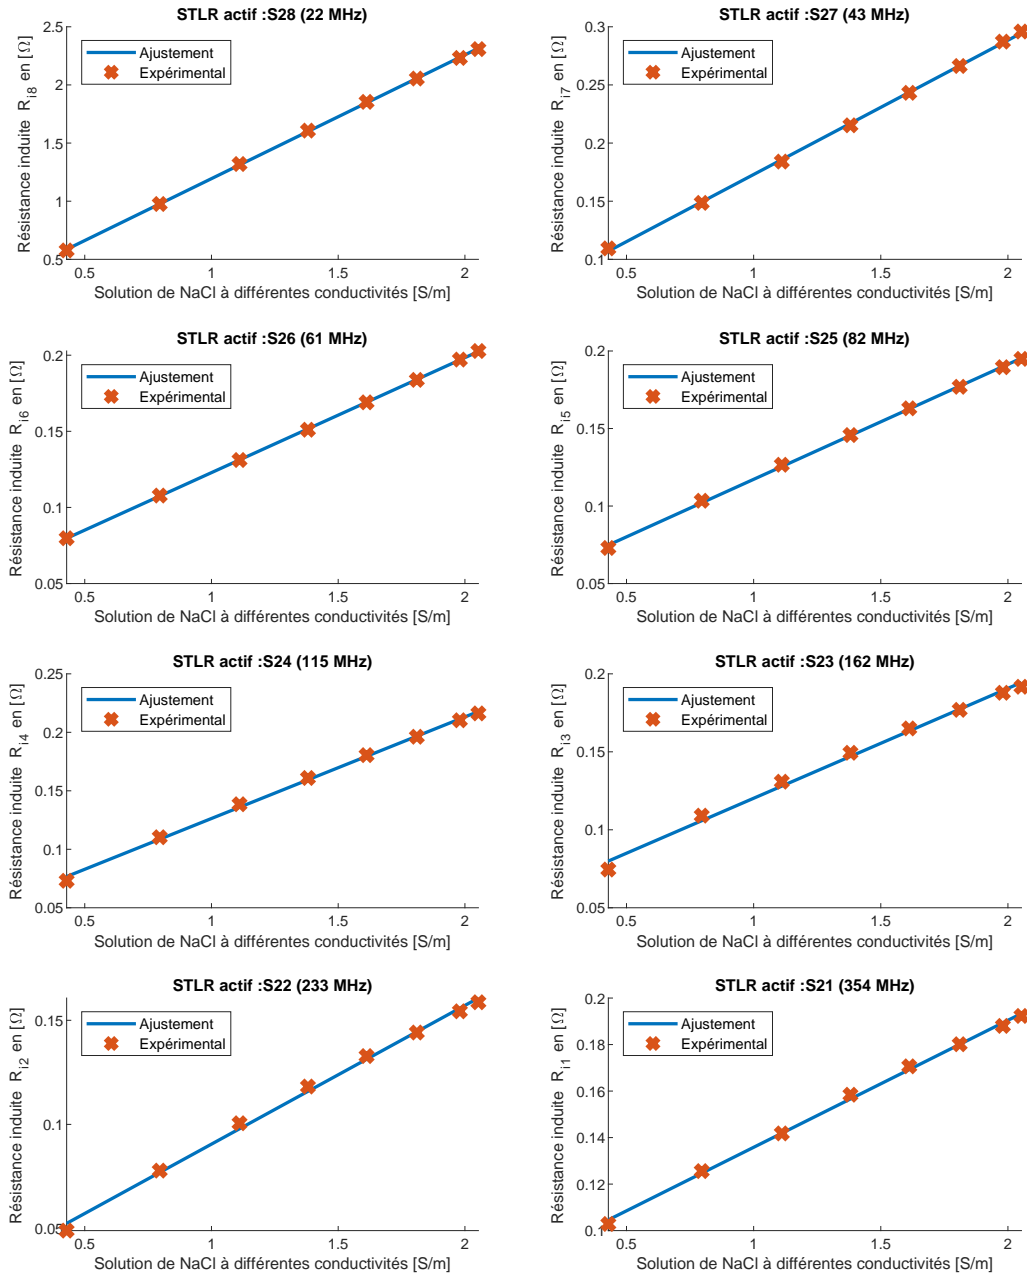 STLR actif :S28 (22 MHz)
Résistance induite R_i8 en [Ω]
2.5
2
1.5
1
0.5
Ajustement
Expérimental
0.5 1 1.5 2
Solution de NaCl à différentes conductivités [S/m]
STLR actif :S27 (43 MHz)
Résistance induite R_i7 en [Ω]
0.3
0.25
0.2
0.15
0.1
Ajustement
Expérimental
0.5 1 1.5 2
Solution de NaCl à différentes conductivités [S/m]
STLR actif :S26 (61 MHz)
Résistance induite R_i6 en [Ω]
0.2
0.15
0.1
0.05
Ajustement
Expérimental
0.5 1 1.5 2
Solution de NaCl à différentes conductivités [S/m]
STLR actif :S25 (82 MHz)
Résistance induite R_i5 en [Ω]
0.2
0.15
0.1
0.05
Ajustement
Expérimental
0.5 1 1.5 2
Solution de NaCl à différentes conductivités [S/m]
STLR actif :S24 (115 MHz)
Résistance induite R_i4 en [Ω]
0.25
0.2
0.15
0.1
0.05
Ajustement
Expérimental
0.5 1 1.5 2
Solution de NaCl à différentes conductivités [S/m]
STLR actif :S23 (162 MHz)
Résistance induite R_i3 en [Ω]
0.2
0.15
0.1
0.05
Ajustement
Expérimental
0.5 1 1.5 2
Solution de NaCl à différentes conductivités [S/m]
STLR actif :S22 (233 MHz)
Résistance induite R_i2 en [Ω]
0.15
0.1
0.05
Ajustement
Expérimental
0.5 1 1.5 2
Solution de NaCl à différentes conductivités [S/m]
STLR actif :S21 (354 MHz)
Résistance induite R_i1 en [Ω]
0.2
0.18
0.16
0.14
0.12
0.1
Ajustement
Expérimental
0.5 1 1.5 2
Solution de NaCl à différentes conductivités [S/m]